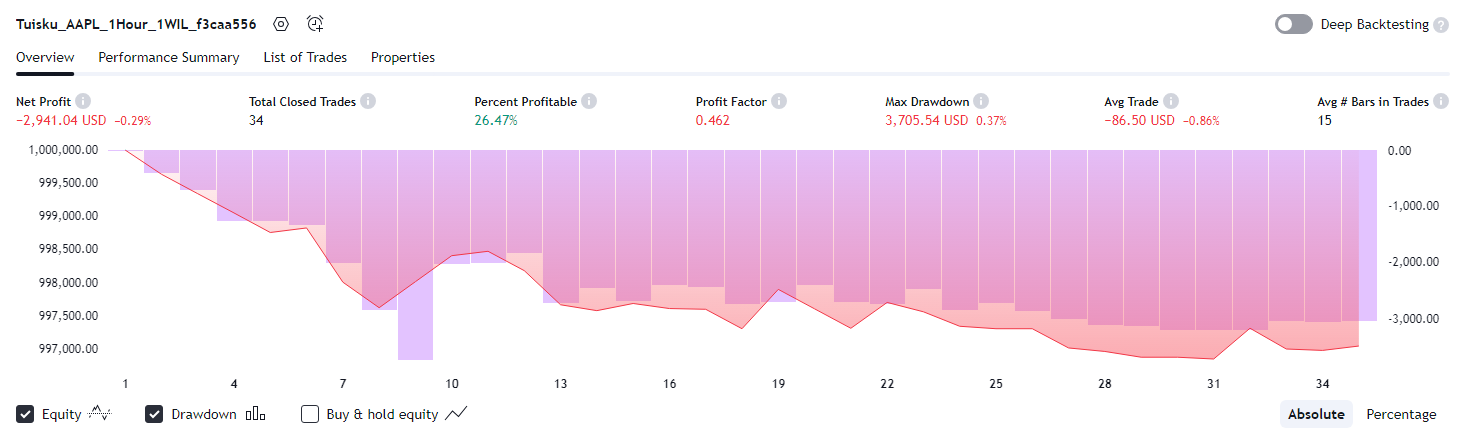 Tuisku_AAPL_1Hour_1WIL_f3caa556
Deep Backtesting
Overview Performance Summary List of Trades Properties
Net Profit Total Closed Trades Percent Profitable Profit Factor Max Drawdown Avg Trade Avg # Bars in Trades
−2,941.04 USD −0.29% 34 26.47% 0.462 3,705.54 USD 0.37% −86.50 USD −0.86% 15
1,000,000.00 0.00
999,500.00
999,000.00 -1,000.00
998,500.00
998,000.00 -2,000.00
997,500.00 -3,000.00
997,000.00
1 4 7 10 13 16 19 22 25 28 31 34
Equity Drawdown Buy & hold equity Absolute Percentage